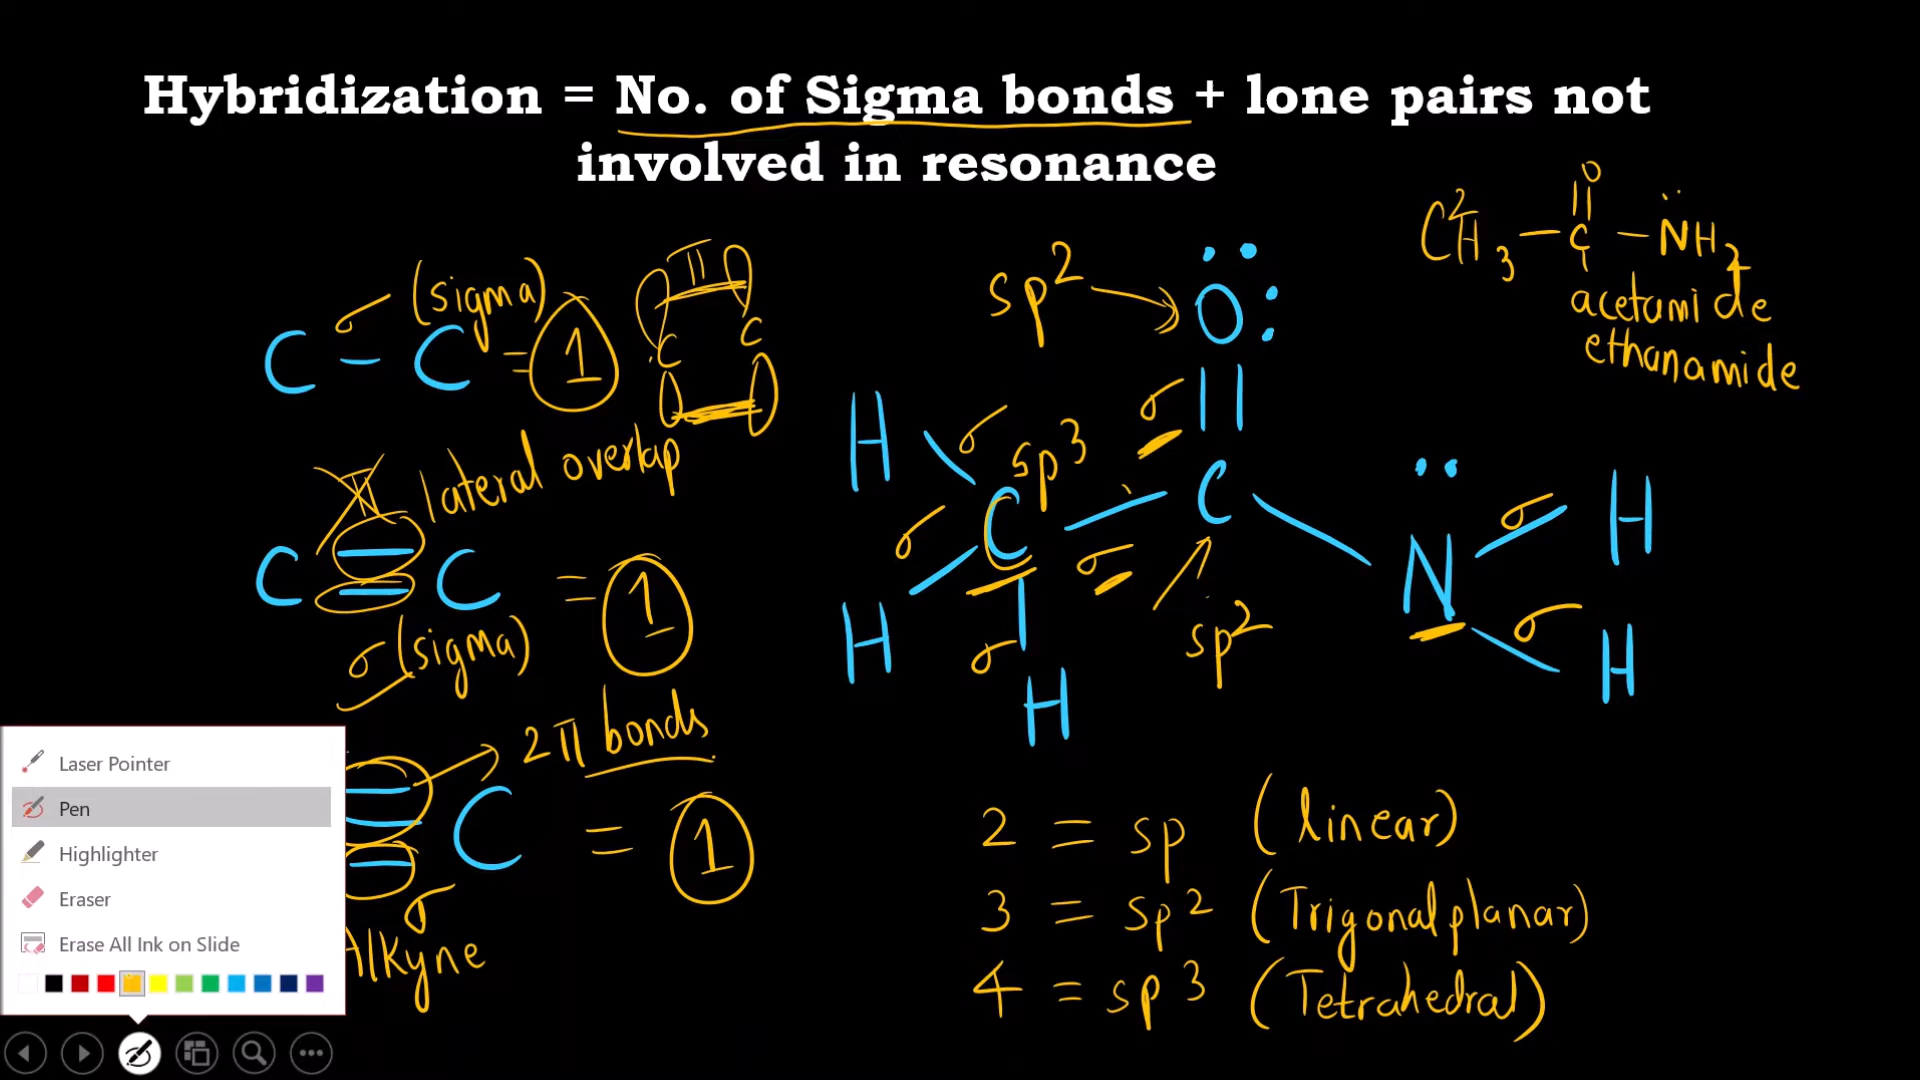 Hybridization = No. of Sigma bonds + lone pairs not
involved in resonance
CH3 – C – NH2
O
2
acetamide
ethanamide
C – C = 1
σ (sigma)
π
C C
lateral overlap
π
C = C = 1
σ (sigma)
2π bonds
C = 1
σ
Alkyne
sp2 → O
H σ sp3 σ
σ C σ C N σ H
H σ sp2 σ H
H
2 = sp (linear)
3 = sp2 (Trigonal planar)
4 = sp3 (Tetrahedral)
Laser Pointer
Pen
Highlighter
Eraser
Erase All Ink on Slide